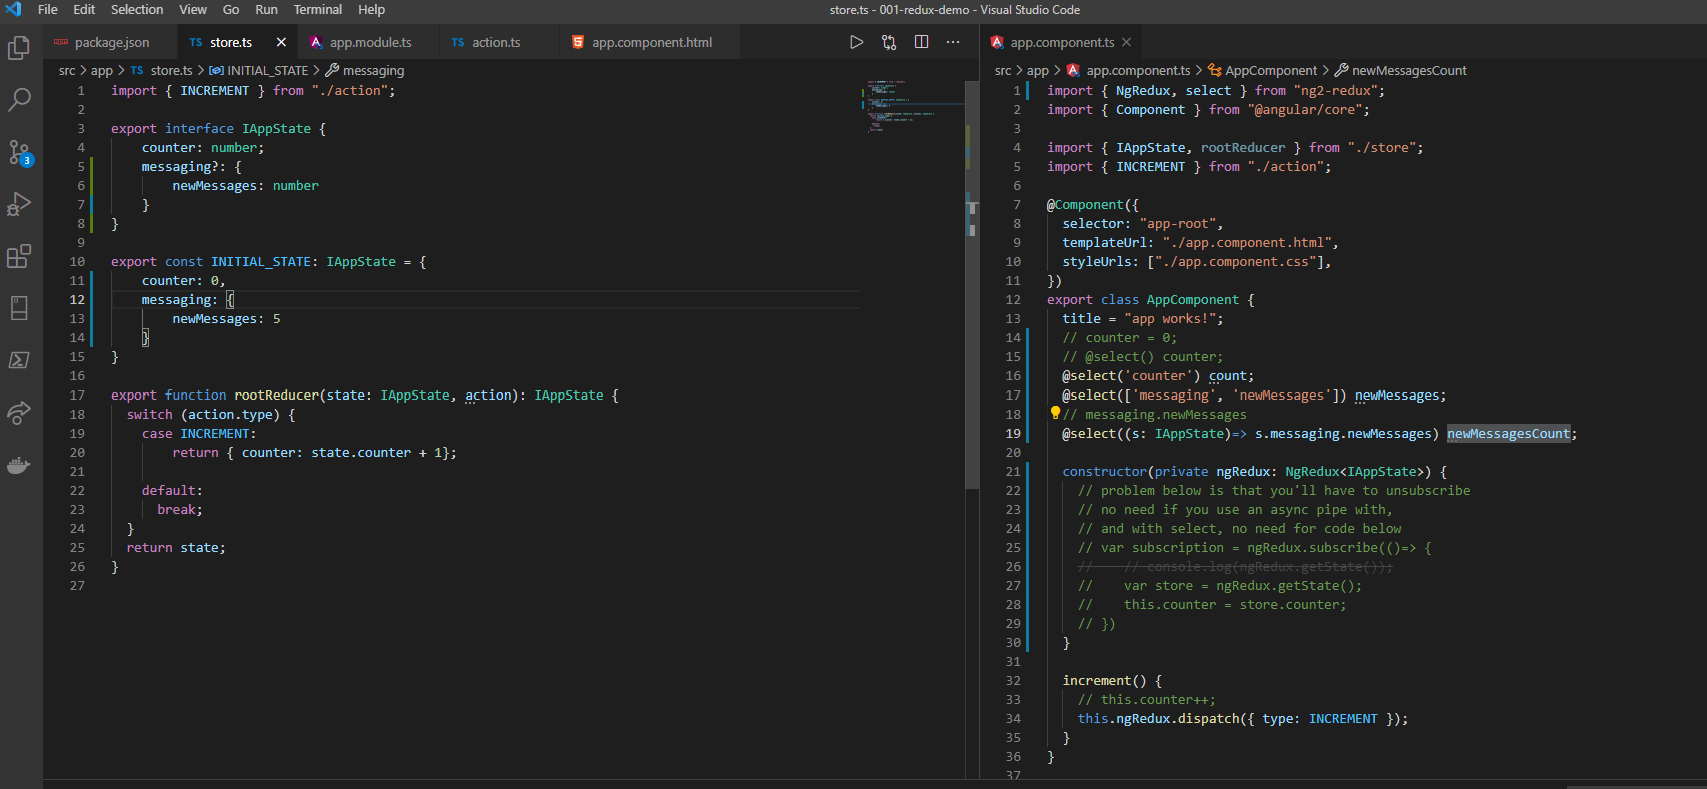 File Edit Selection View Go Run Terminal Help
store.ts - 001-redux-demo - Visual Studio Code
package.json
TS store.ts
app.module.ts
TS action.ts
app.component.html
src > app > TS store.ts > INITIAL_STATE > messaging
3
1 import { INCREMENT } from "./action";
2
3 export interface IAppState {
4 counter: number;
5 messaging?: {
6 newMessages: number
7 }
8 }
9
10 export const INITIAL_STATE: IAppState = {
11 counter: 0,
12 messaging: {
13 newMessages: 5
14 }
15 }
16
17 export function rootReducer(state: IAppState, action): IAppState {
18 switch (action.type) {
19 case INCREMENT:
20 return { counter: state.counter + 1};
21
22 default:
23 break;
24 }
25 return state;
26 }
27
app.component.ts
src > app > app.component.ts > AppComponent > newMessagesCount
1 import { NgRedux, select } from "ng2-redux";
2 import { Component } from "@angular/core";
3
4 import { IAppState, rootReducer } from "./store";
5 import { INCREMENT } from "./action";
6
7 @Component({
8 selector: "app-root",
9 templateUrl: "./app.component.html",
10 styleUrls: ["./app.component.css"],
11 })
12 export class AppComponent {
13 title = "app works!";
14 // counter = 0;
15 // @select() counter;
16 @select('counter') count;
17 @select(['messaging', 'newMessages']) newMessages;
18 // messaging.newMessages
19 @select((s: IAppState)=> s.messaging.newMessages) newMessagesCount;
20
21 constructor(private ngRedux: NgRedux<IAppState>) {
22 // problem below is that you'll have to unsubscribe
23 // no need if you use an async pipe with,
24 // and with select, no need for code below
25 // var subscription = ngRedux.subscribe(()=> {
26 // // console.log(ngRedux.getState());
27 // var store = ngRedux.getState();
28 // this.counter = store.counter;
29 // })
30 }
31
32 increment() {
33 // this.counter++;
34 this.ngRedux.dispatch({ type: INCREMENT });
35 }
36 }
37